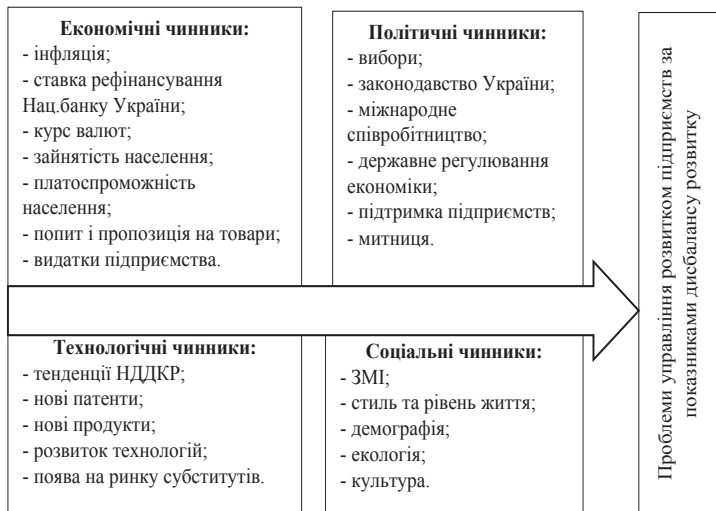 Економічні чинники:
- інфляція;
- ставка рефінансування
Нац.банку України;
- курс валют;
- зайнятість населення;
- платоспроможність
населення;
- попит і пропозиція на товари;
- видатки підприємства.
Політичні чинники:
- вибори;
- законодавство України;
- міжнародне
співробітництво;
- державне регулювання
економіки;
- підтримка підприємств;
- митниця.
Технологічні чинники:
- тенденції НДДКР;
- нові патенти;
- нові продукти;
- розвиток технологій;
- поява на ринку субститутів.
Соціальні чинники:
- ЗМІ;
- стиль та рівень життя;
- демографія;
- екологія;
- культура.
Проблеми управління розвитком підприємств за
показниками дисбалансу розвитку